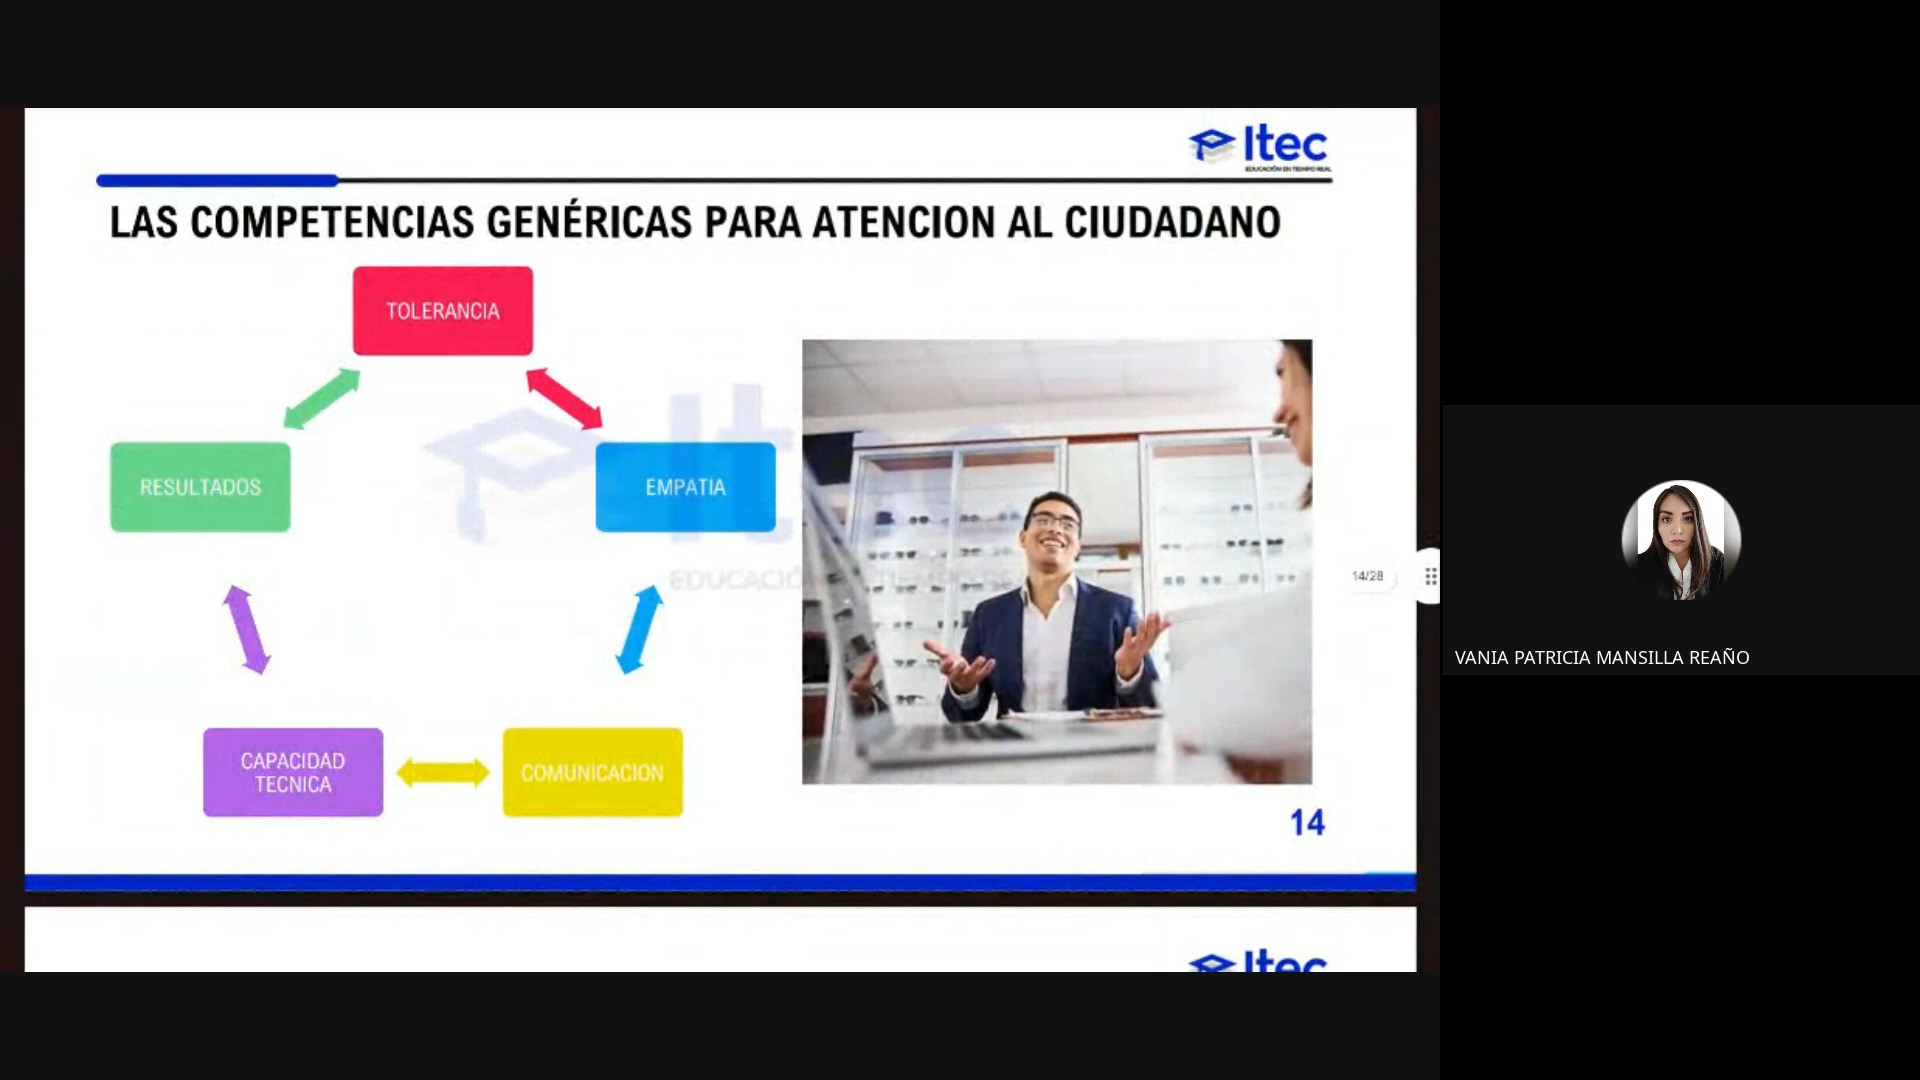 Itec
EDUCACIÓN EN TIEMPO REAL
LAS COMPETENCIAS GENÉRICAS PARA ATENCION AL CIUDADANO
TOLERANCIA
RESULTADOS
EMPATIA
CAPACIDAD
TECNICA
COMUNICACION
14/28
14
VANIA PATRICIA MANSILLA REAÑO
Itec